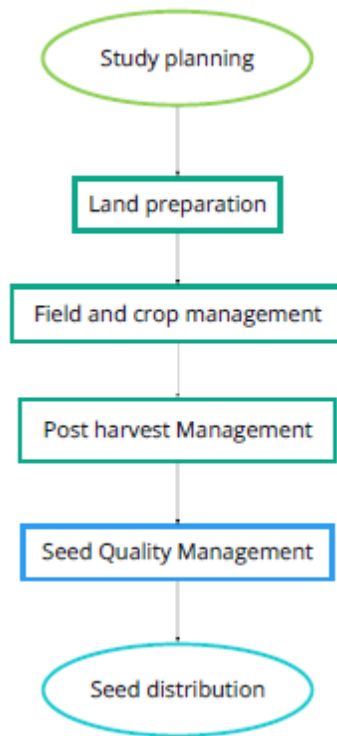 Study planning
Land preparation
Field and crop management
Post harvest Management
Seed Quality Management
Seed distribution